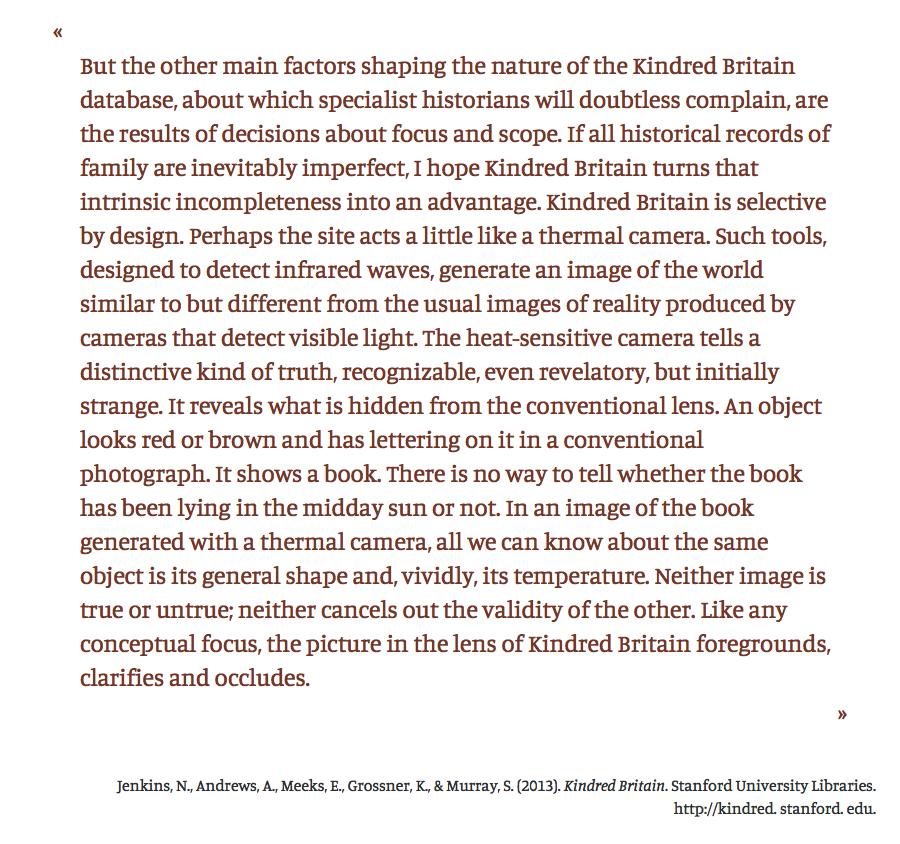 «
But the other main factors shaping the nature of the Kindred Britain
database, about which specialist historians will doubtless complain, are
the results of decisions about focus and scope. If all historical records of
family are inevitably imperfect, I hope Kindred Britain turns that
intrinsic incompleteness into an advantage. Kindred Britain is selective
by design. Perhaps the site acts a little like a thermal camera. Such tools,
designed to detect infrared waves, generate an image of the world
similar to but different from the usual images of reality produced by
cameras that detect visible light. The heat-sensitive camera tells a
distinctive kind of truth, recognizable, even revelatory, but initially
strange. It reveals what is hidden from the conventional lens. An object
looks red or brown and has lettering on it in a conventional
photograph. It shows a book. There is no way to tell whether the book
has been lying in the midday sun or not. In an image of the book
generated with a thermal camera, all we can know about the same
object is its general shape and, vividly, its temperature. Neither image is
true or untrue; neither cancels out the validity of the other. Like any
conceptual focus, the picture in the lens of Kindred Britain foregrounds,
clarifies and occludes.
»
Jenkins, N., Andrews, A., Meeks, E., Grossner, K., & Murray, S. (2013). Kindred Britain. Stanford University Libraries.
http://kindred. stanford. edu.